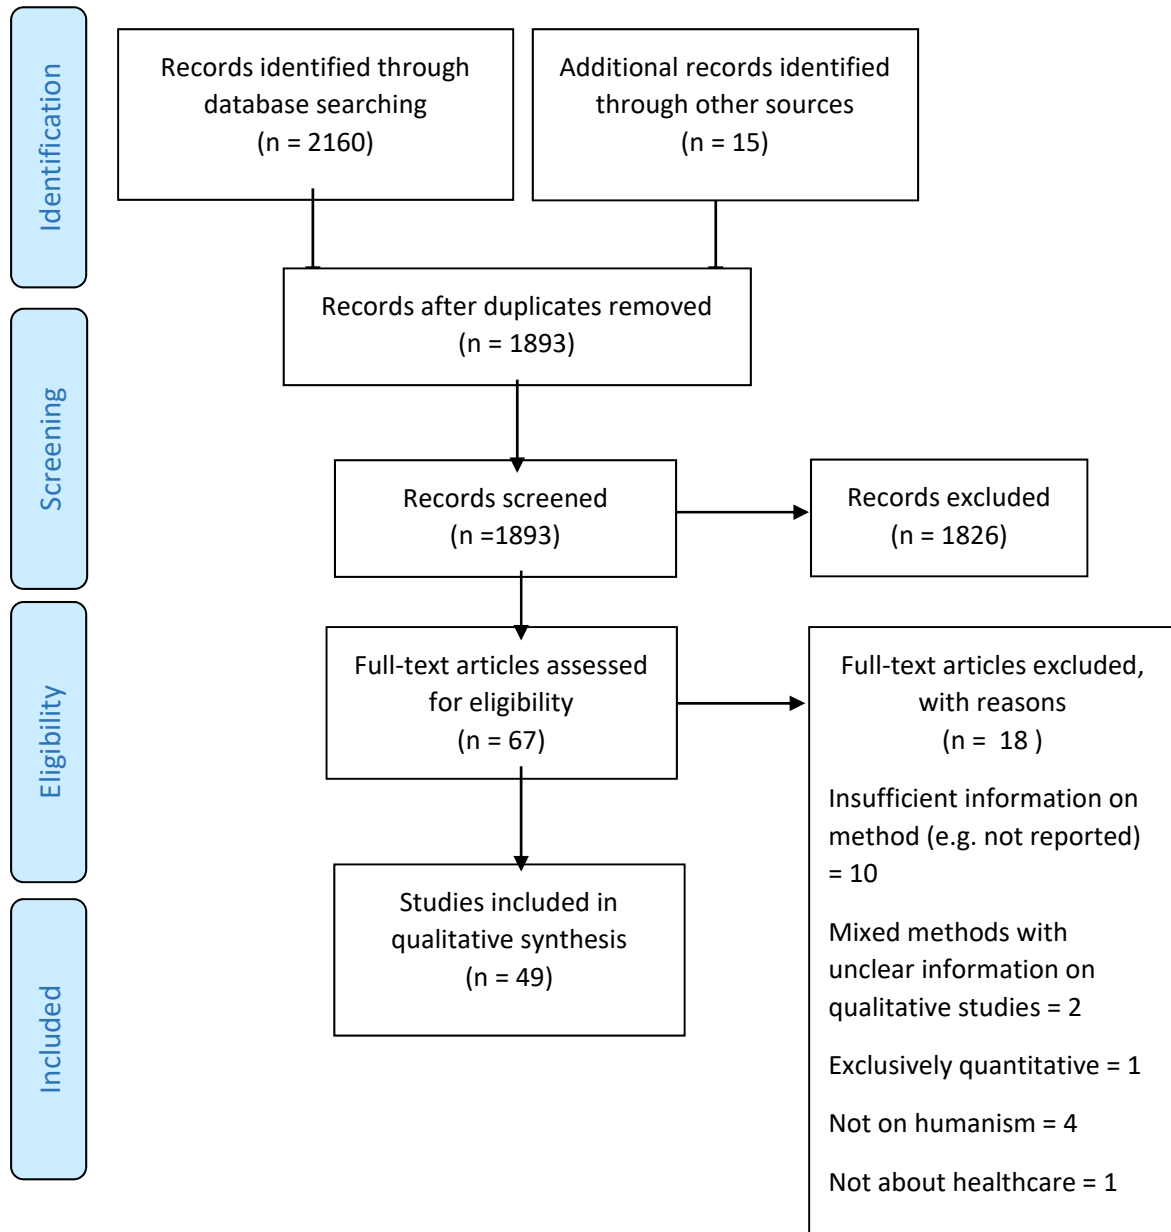 Identification
Records identified through
database searching
(n = 2160)
Additional records identified
through other sources
(n = 15)
Records after duplicates removed
(n = 1893)
Screening
Records screened
(n =1893)
Records excluded
(n = 1826)
Eligibility
Full-text articles assessed
for eligibility
(n = 67)
Full-text articles excluded,
with reasons
(n =  18 )
Insufficient information on
method (e.g. not reported)
= 10
Mixed methods with
unclear information on
qualitative studies = 2
Exclusively quantitative = 1
Not on humanism = 4
Not about healthcare = 1
Included
Studies included in
qualitative synthesis
(n = 49)